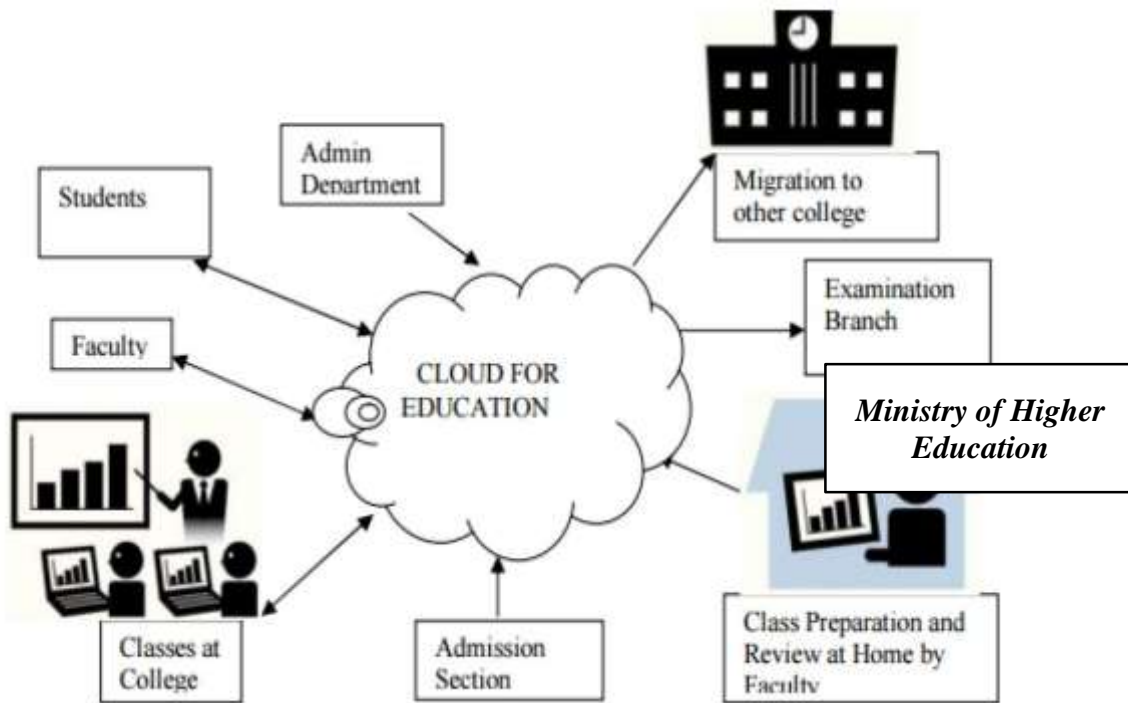 Admin
Department
Migration to
other college
Students
Examination
Branch
Faculty
CLOUD FOR
EDUCATION
Ministry of Higher
Education
Classes at
College
Admission
Section
Class Preparation and
Review at Home by
Faculty